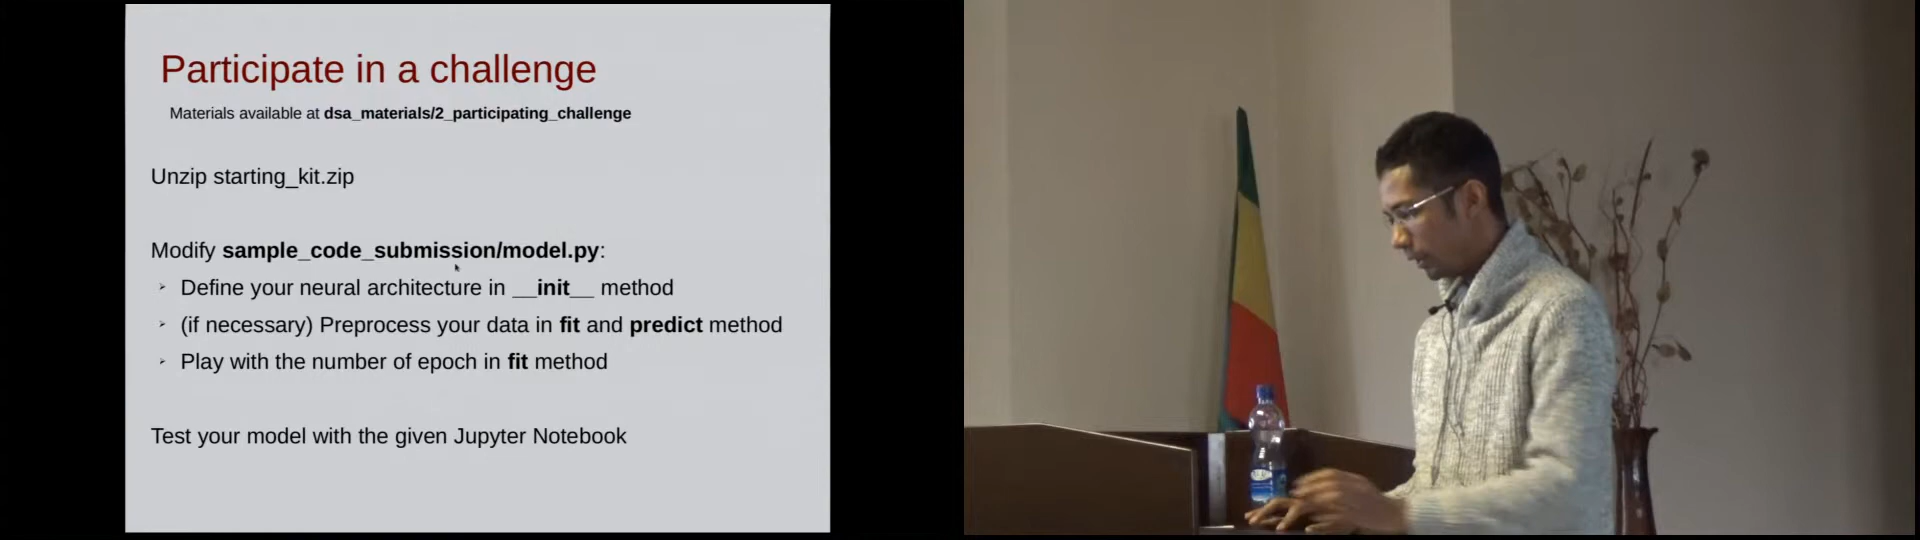 Participate in a challenge
Materials available at dsa_materials/2_participating_challenge
Unzip starting_kit.zip
Modify sample_code_submission/model.py:
Define your neural architecture in __init__ method
(if necessary) Preprocess your data in fit and predict method
Play with the number of epoch in fit method
Test your model with the given Jupyter Notebook